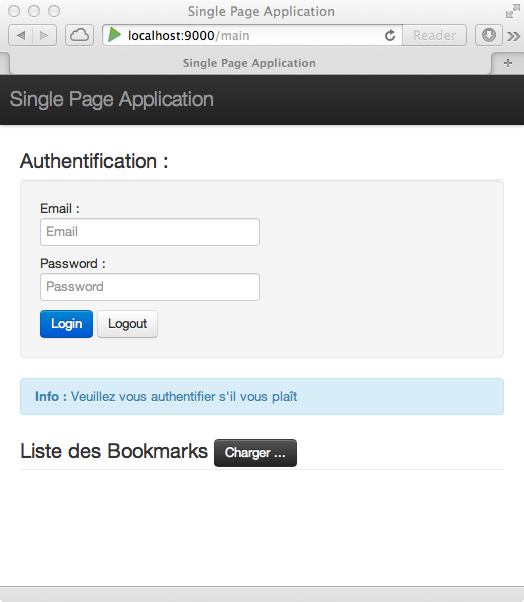 Single Page Application
localhost:9000/main
Reader
Single Page Application
Single Page Application
Authentification :
Email :
Email
Password :
Password
Login Logout
Info : Veuillez vous authentifier s'il vous plaît
Liste des Bookmarks Charger ...